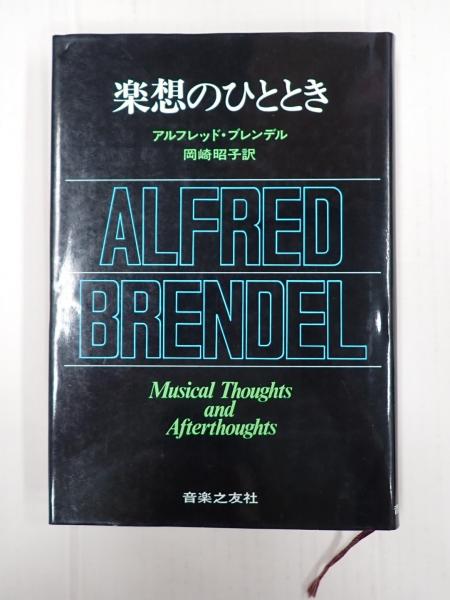 楽想のひととき
アルフレッド・ブレンデル
岡崎昭子訳
ALFRED
BRENDEL
Musical Thoughts
and
Afterthoughts
音楽之友社